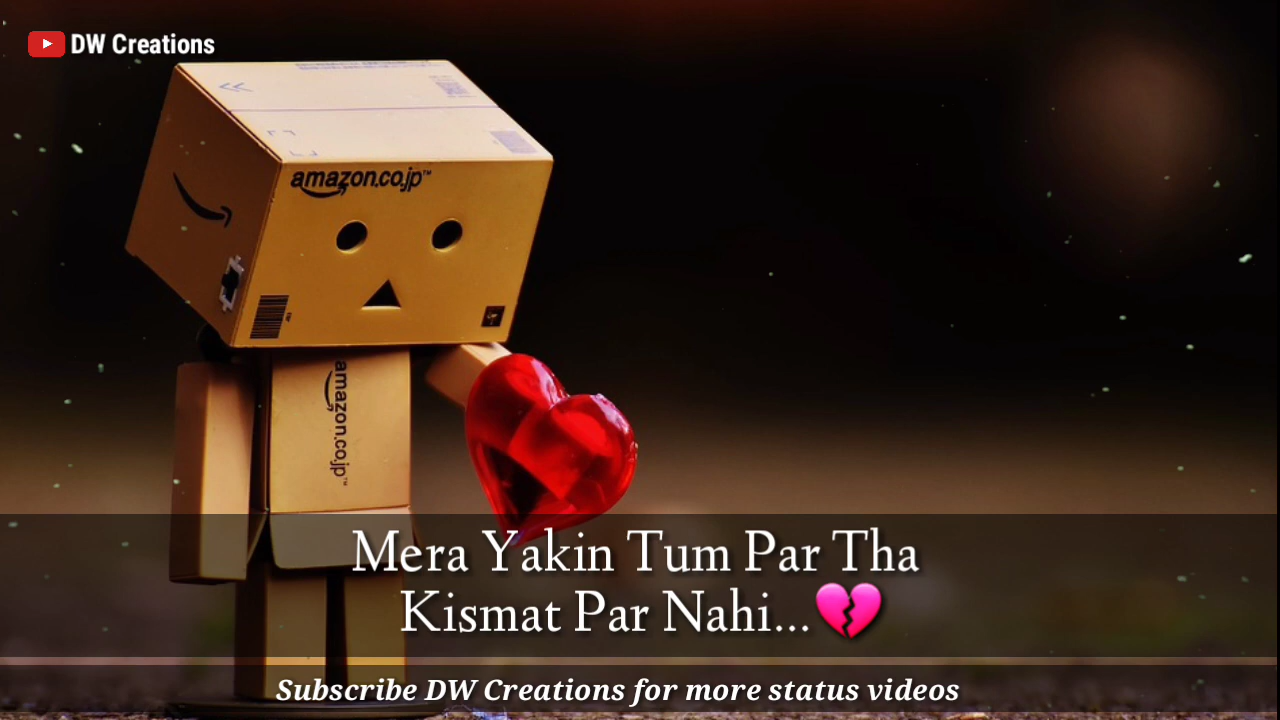 DW Creations
amazon.co.jp™
amazon.co.jp™
Mera Yakin Tum Par Tha
Kismat Par Nahi...💔
Subscribe DW Creations for more status videos